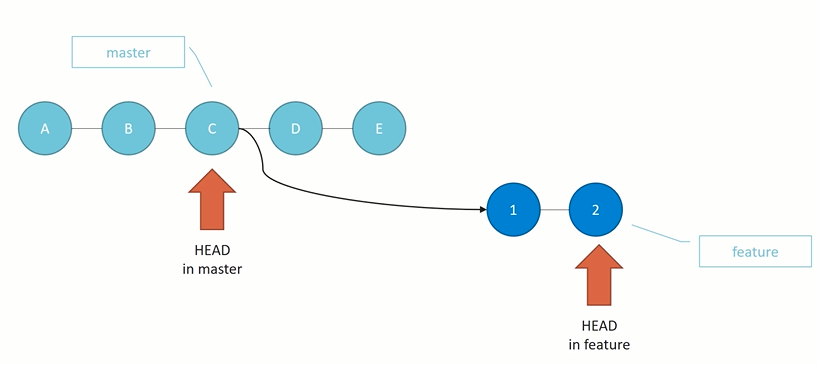 master
A
B
C
D
E
1
2
HEAD
in master
feature
HEAD
in feature